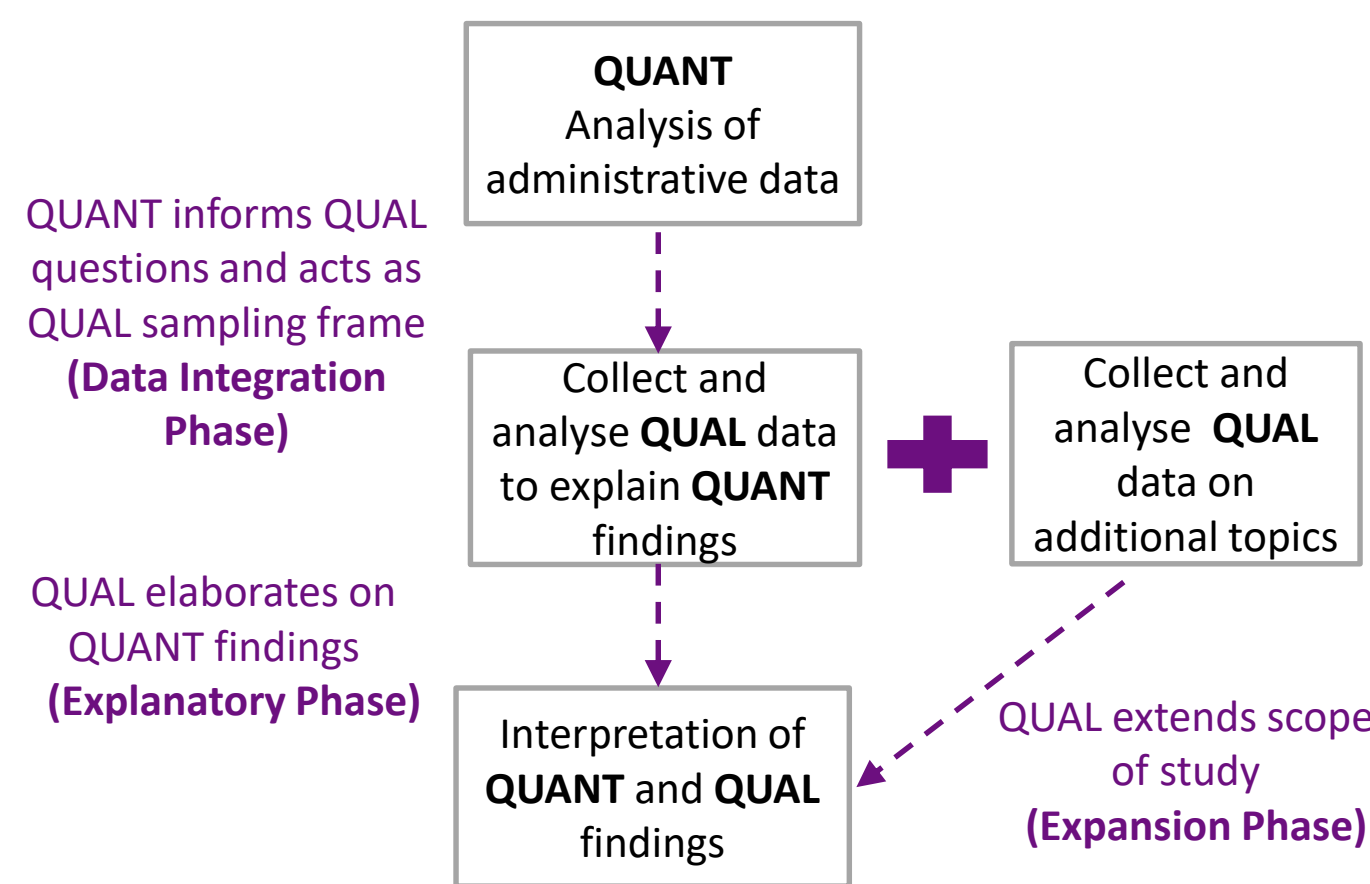 QUANT
Analysis of
administrative data
QUANT informs QUAL
questions and acts as
QUAL sampling frame
(Data Integration
Phase)
Collect and
analyse QUAL data
to explain QUANT
findings
Collect and
analyse QUAL
data on
additional topics
QUAL elaborates on
QUANT findings
(Explanatory Phase)
Interpretation of
QUANT and QUAL
findings
QUAL extends scope
of study
(Expansion Phase)